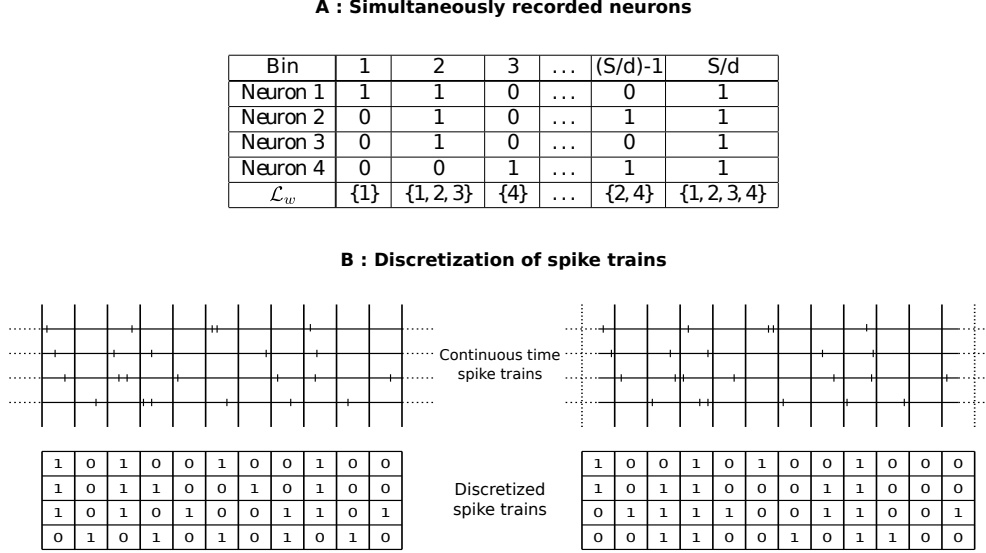 A : Simultaneously recorded neurons
Bin 1 2 3 ... (S/d)-1 S/d
Neuron 1 1 1 0 ... 0 1
Neuron 2 0 1 0 ... 1 1
Neuron 3 0 1 0 ... 0 1
Neuron 4 0 0 1 ... 1 1
ℒw {1} {1, 2, 3} {4} ... {2, 4} {1, 2, 3, 4}
B : Discretization of spike trains
Continuous time
spike trains
1 0 1 0 0 1 0 0 1 0 0
1 0 1 1 0 0 1 0 1 0 0
1 0 1 0 1 0 0 1 1 0 1
0 1 0 1 0 1 0 1 0 1 0
Discretized
spike trains
1 0 0 1 0 1 0 0 1 0 0 0
1 0 1 1 0 0 0 1 1 0 0 0
0 1 1 1 1 0 0 1 1 0 0 1
0 0 1 1 0 0 1 0 1 1 0 0